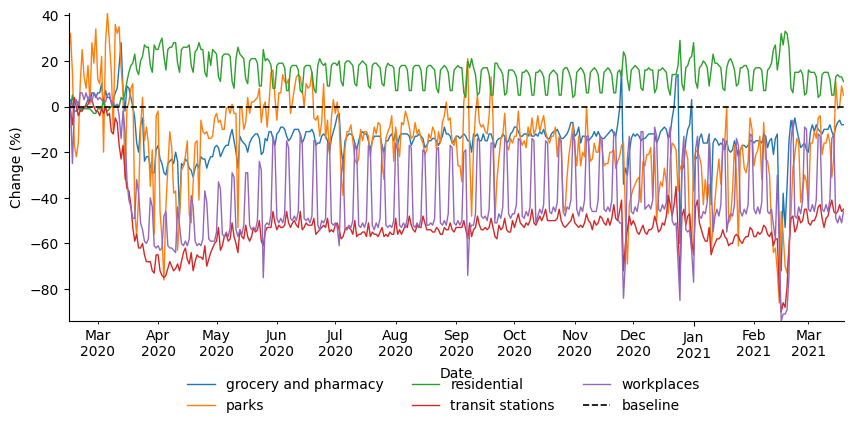 40
20
0
−20
−40
−60
−80
Change (%)
Mar Apr May Jun Jul Aug Sep Oct Nov Dec Jan Feb Mar
2020 2020 2020 2020 2020 2020 2020 2020 2020 2020 2021 2021 2021
Date
grocery and pharmacy residential workplaces
parks transit stations baseline